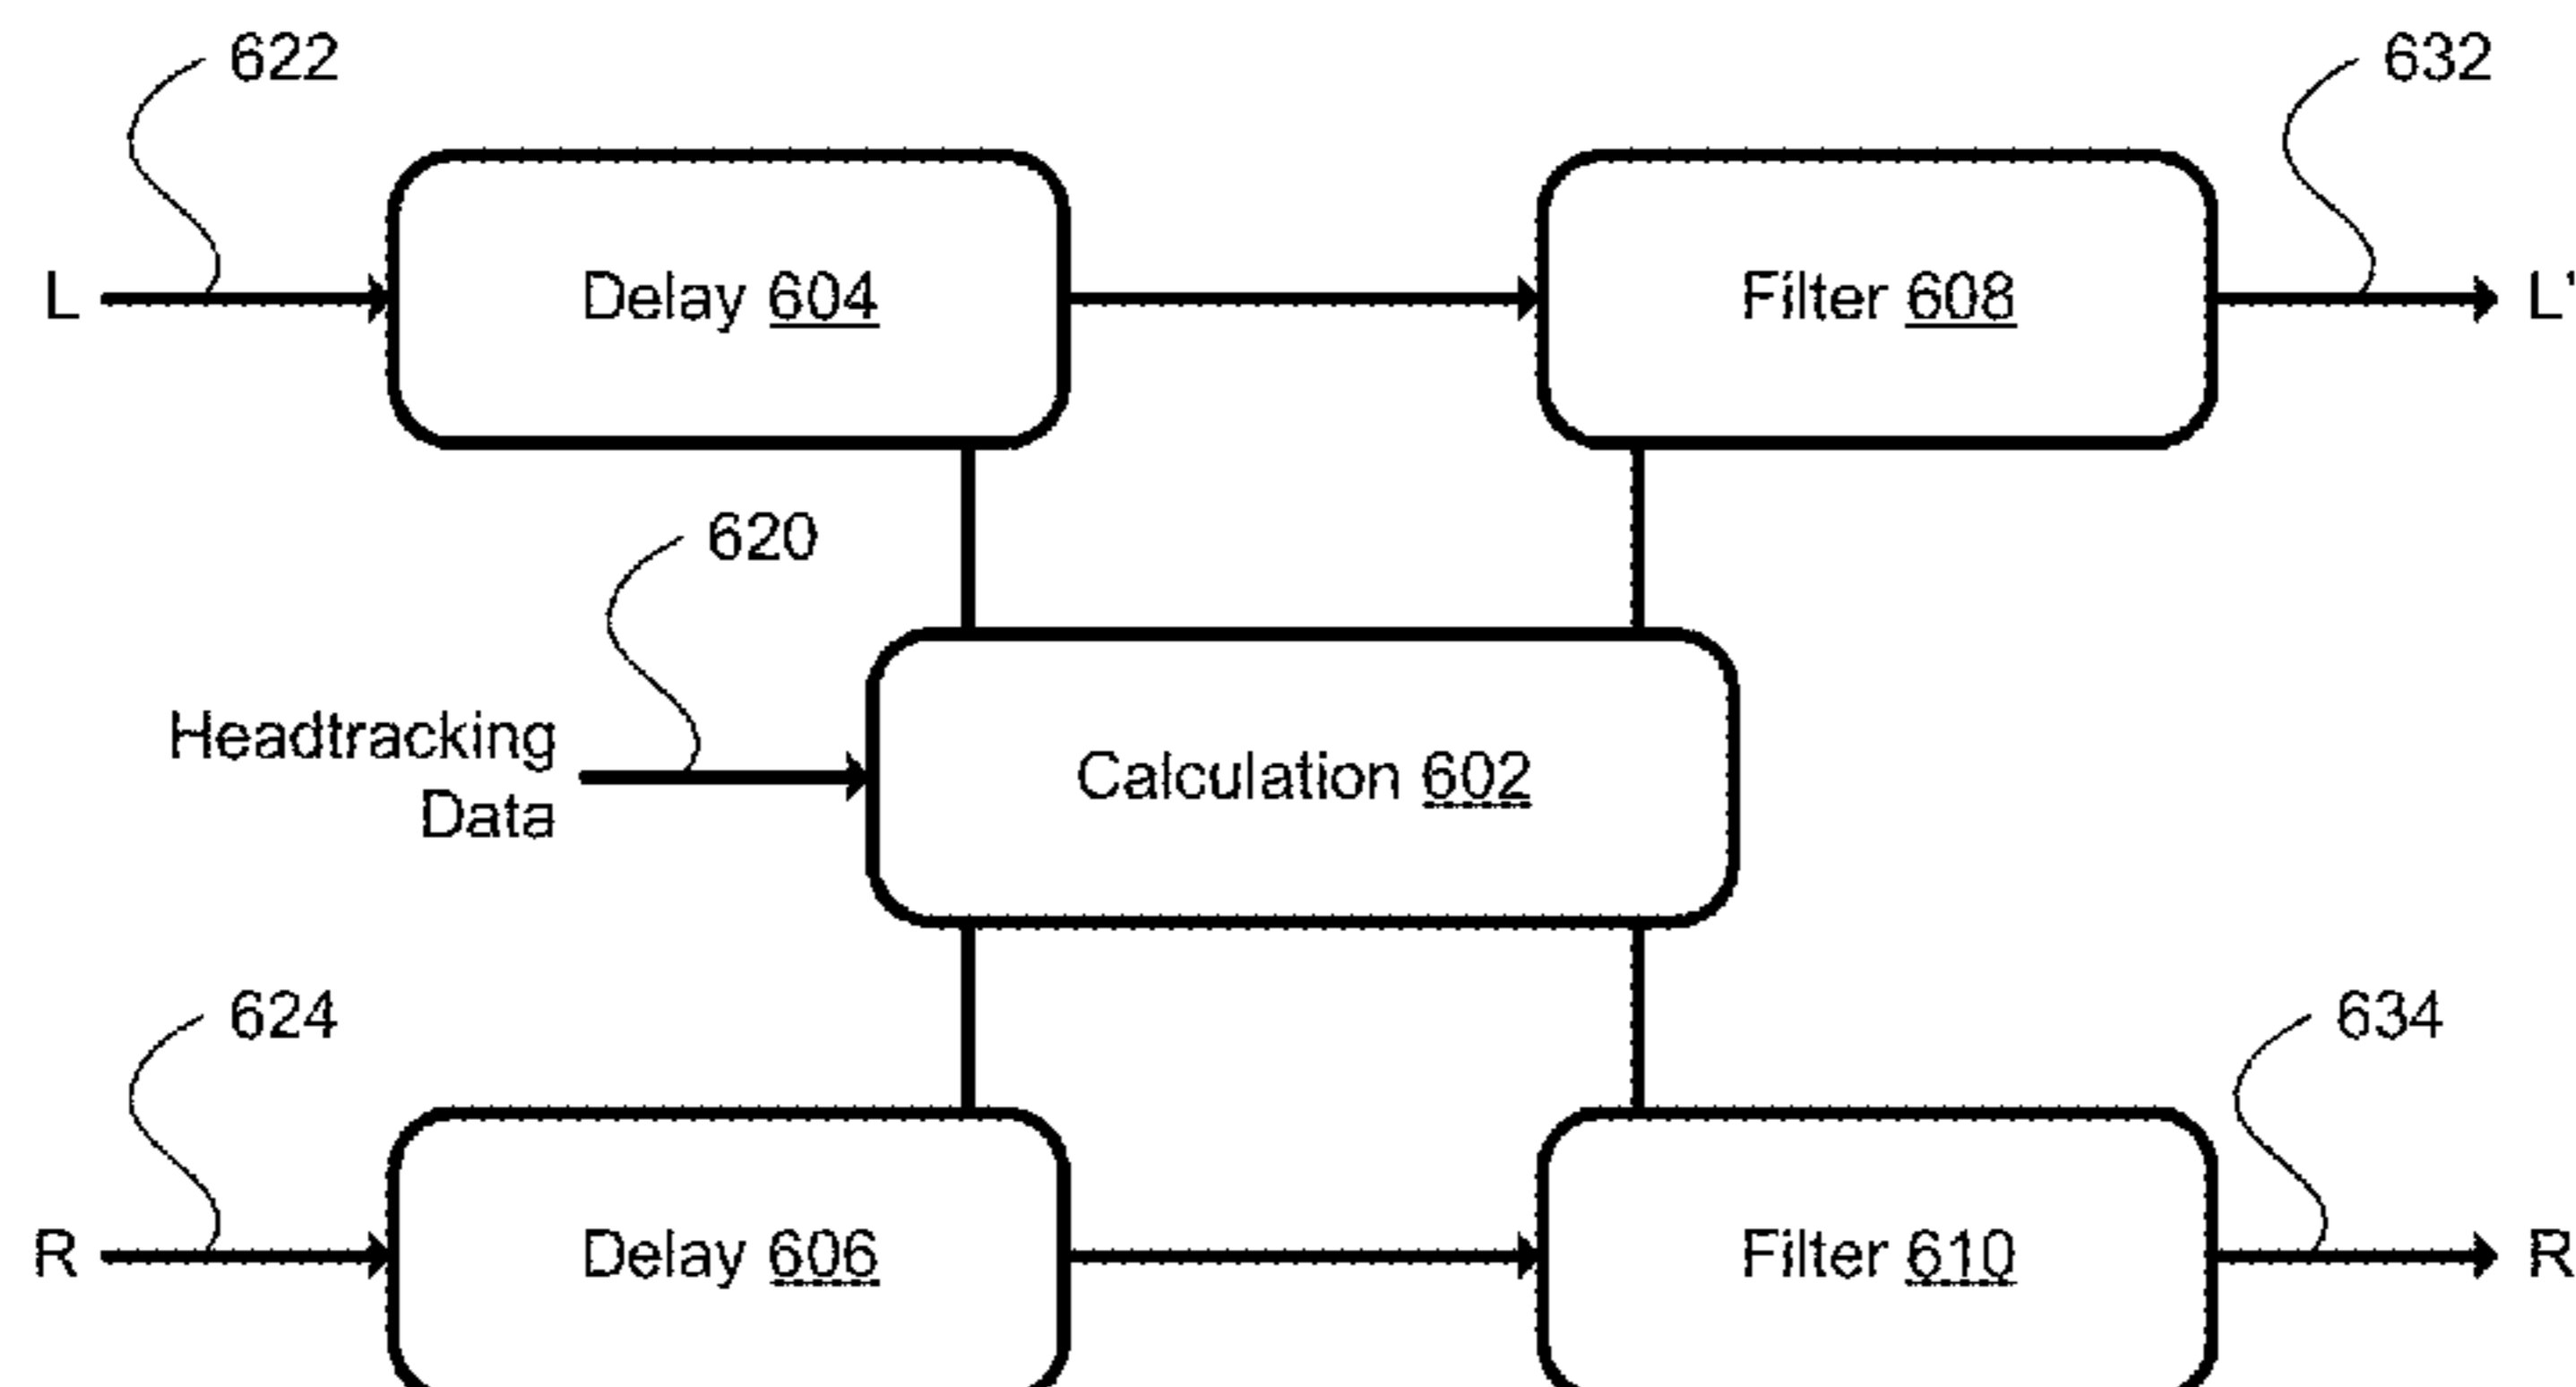 622
632
L
Delay 604
Filter 608
L'
620
Headtracking
Data
Calculation 602
624
634
R
Delay 606
Filter 610
R